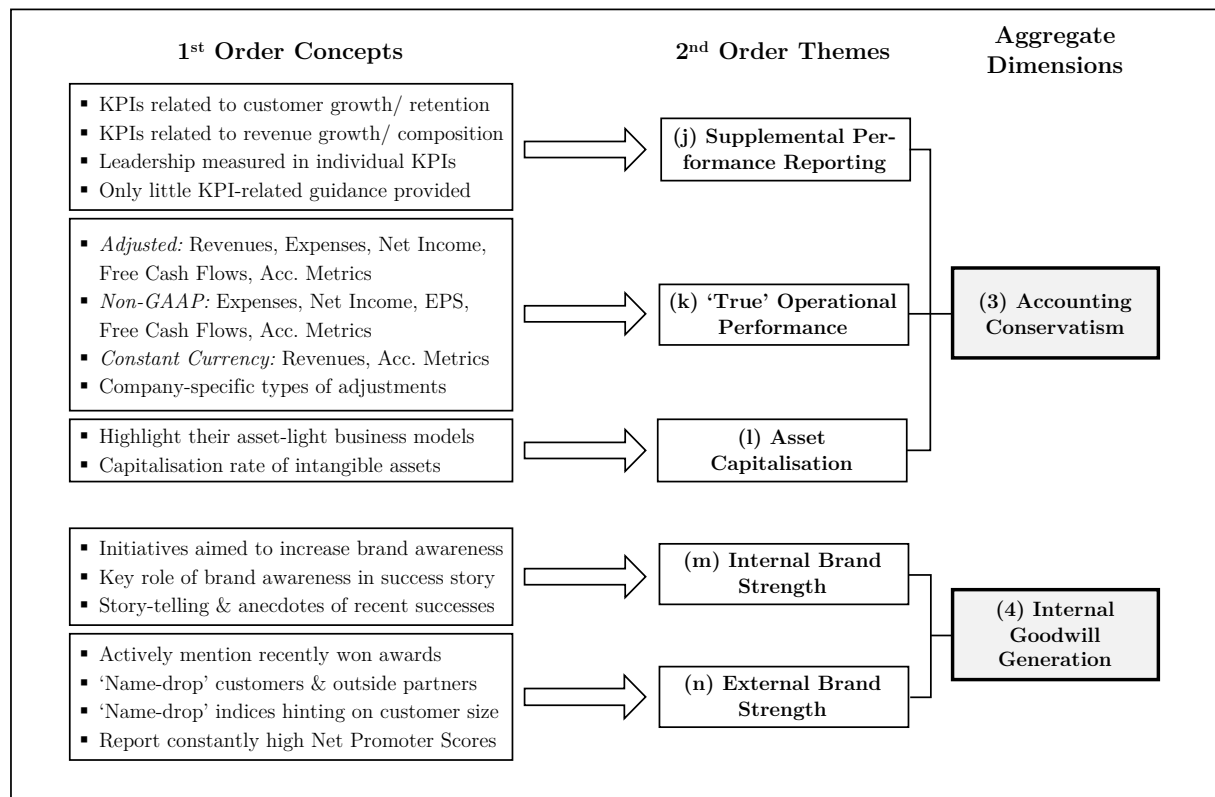 1st Order Concepts
2nd Order Themes
Aggregate
Dimensions
▪ KPIs related to customer growth/ retention
▪ KPIs related to revenue growth/ composition
▪ Leadership measured in individual KPIs
▪ Only little KPI-related guidance provided
(j) Supplemental Per-
formance Reporting
▪ Adjusted: Revenues, Expenses, Net Income,
Free Cash Flows, Acc. Metrics
▪ Non-GAAP: Expenses, Net Income, EPS,
Free Cash Flows, Acc. Metrics
▪ Constant Currency: Revenues, Acc. Metrics
▪ Company-specific types of adjustments
(k) ‘True’ Operational
Performance
(3) Accounting
Conservatism
▪ Highlight their asset-light business models
▪ Capitalisation rate of intangible assets
(l) Asset
Capitalisation
▪ Initiatives aimed to increase brand awareness
▪ Key role of brand awareness in success story
▪ Story-telling & anecdotes of recent successes
(m) Internal Brand
Strength
(4) Internal
Goodwill
Generation
▪ Actively mention recently won awards
▪ ‘Name-drop’ customers & outside partners
▪ ‘Name-drop’ indices hinting on customer size
▪ Report constantly high Net Promoter Scores
(n) External Brand
Strength